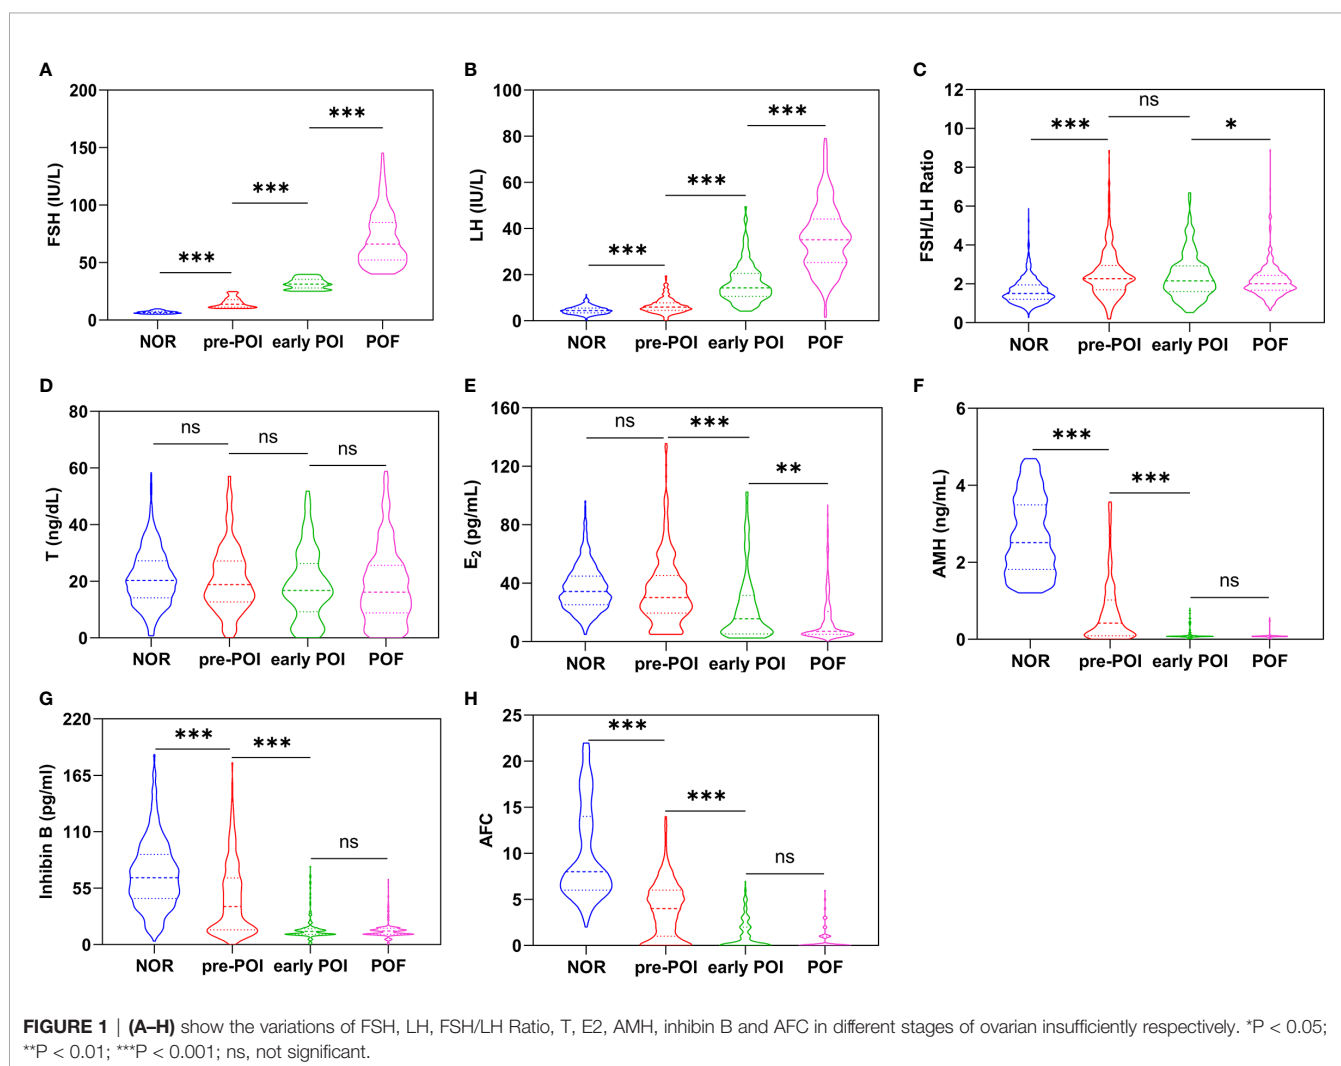 A
FSH (IU/L)
200
150
100
50
0
***
***
***
NOR pre-POI early POI POF
B
LH (IU/L)
100
80
60
40
20
0
***
***
***
NOR pre-POI early POI POF
C
FSH/LH Ratio
12
10
8
6
4
2
0
***
ns
*
NOR pre-POI early POI POF
D
T (ng/dL)
80
60
40
20
0
ns
ns
ns
NOR pre-POI early POI POF
E
E2 (pg/mL)
160
120
80
40
0
ns
***
**
NOR pre-POI early POI POF
F
AMH (ng/mL)
6
4
2
0
***
***
ns
NOR pre-POI early POI POF
G
Inhibin B (pg/ml)
220
165
110
55
0
***
***
ns
NOR pre-POI early POI POF
H
AFC
25
20
15
10
5
0
***
***
ns
NOR pre-POI early POI POF
FIGURE 1 | (A–H) show the variations of FSH, LH, FSH/LH Ratio, T, E2, AMH, inhibin B and AFC in different stages of ovarian insufficiently respectively. *P < 0.05;
**P < 0.01; ***P < 0.001; ns, not significant.